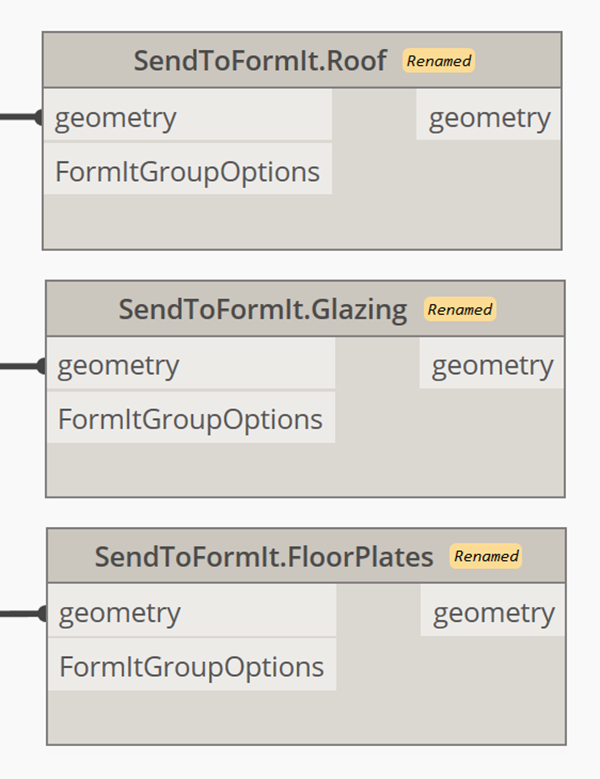 SendToFormIt.Roof Renamed
geometry geometry
FormItGroupOptions
SendToFormIt.Glazing Renamed
geometry geometry
FormItGroupOptions
SendToFormIt.FloorPlates Renamed
geometry geometry
FormItGroupOptions